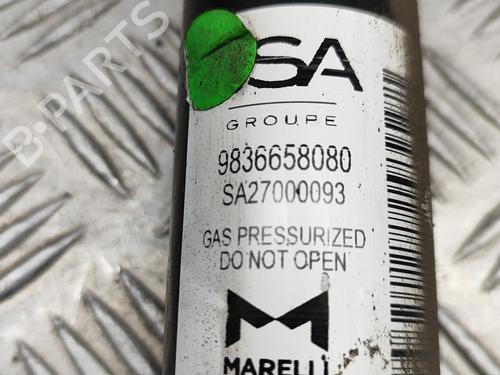 SA
GROUPE
9836658080
SA27000093
GAS PRESSURIZED
DO NOT OPEN
MARELLI
B-PARTS